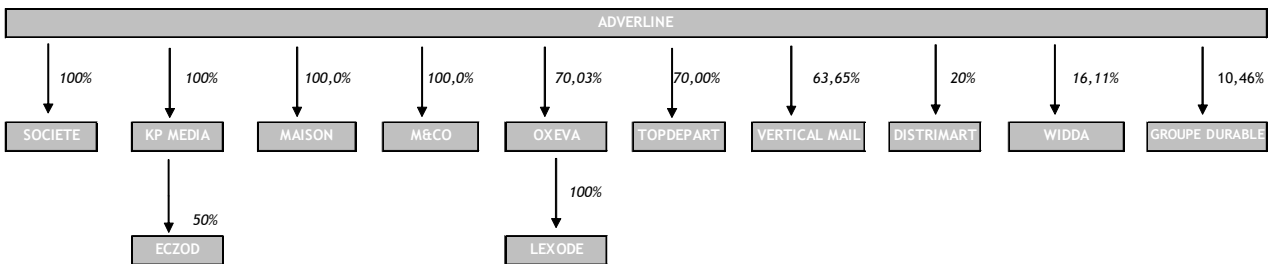 ADVERLINE
100% 100% 100,0% 100,0% 70,03% 70,00% 63,65% 20% 16,11% 10,46%
SOCIETE KP MEDIA MAISON M&CO OXEVA TOPDEPART VERTICAL MAIL DISTRIMART WIDDA GROUPE DURABLE
50% 100%
ECZOD LEXODE